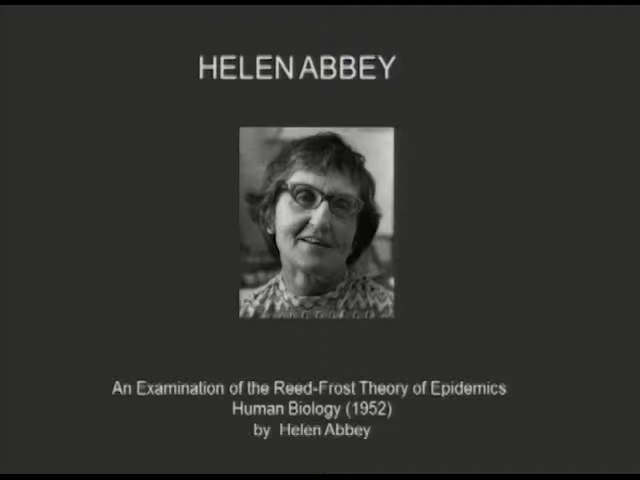 HELEN ABBEY
An Examination of the Reed-Frost Theory of Epidemics
Human Biology (1952)
by Helen Abbey